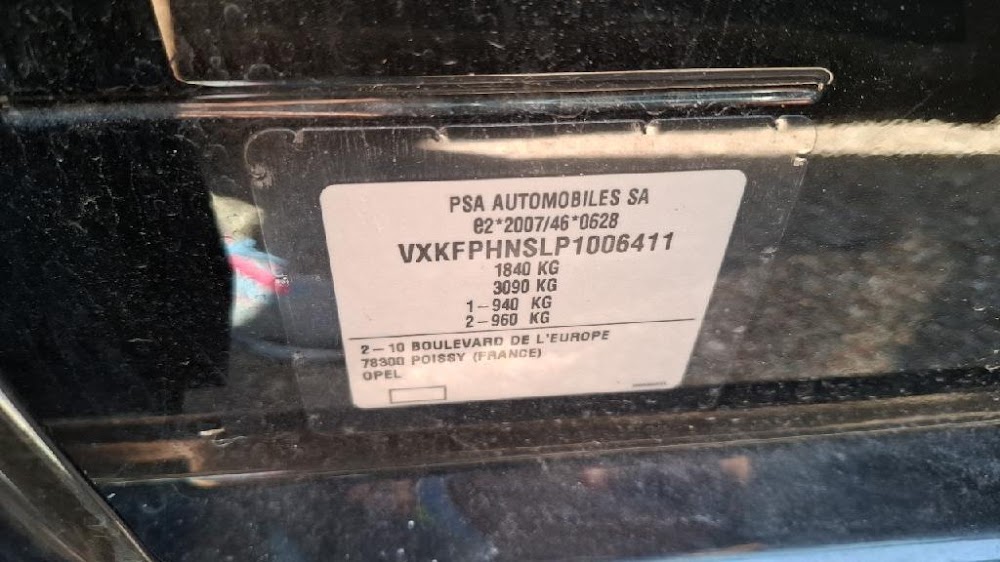 PSA AUTOMOBILES SA
e2*2007/46*0628
VXKFPHNSLP1006411
1840 KG
3090 KG
1-940 KG
2-960 KG
2-10 BOULEVARD DE L'EUROPE
78300 POISSY (FRANCE)
OPEL